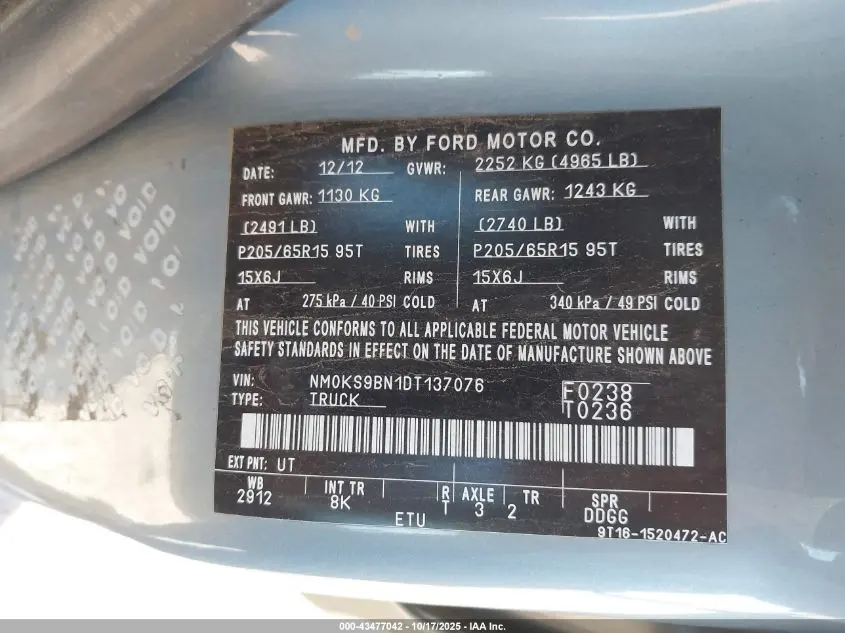 MFD. BY FORD MOTOR CO.
DATE: 12/12 GVWR: 2252 KG (4965 LB)
FRONT GAWR: 1130 KG REAR GAWR: 1243 KG
(2491 LB) WITH (2740 LB) WITH
P205/65R15 95T TIRES P205/65R15 95T TIRES
15X6J RIMS 15X6J RIMS
AT 275 kPa / 40 PSI COLD AT 340 kPa / 49 PSI COLD
THIS VEHICLE CONFORMS TO ALL APPLICABLE FEDERAL MOTOR VEHICLE
SAFETY STANDARDS IN EFFECT ON THE DATE OF MANUFACTURE SHOWN ABOVE
VIN: NM0KS9BN1DT137076 F0238
TYPE: TRUCK T0236
EXT PNT: UT
WB INT TR R AXLE TR SPR
2912 8K T 3 2 DDGG
ETU
9T16-1520472-AC
VOID VOID VOID VOID
000-43477042 - 10/17/2025 - IAA Inc.